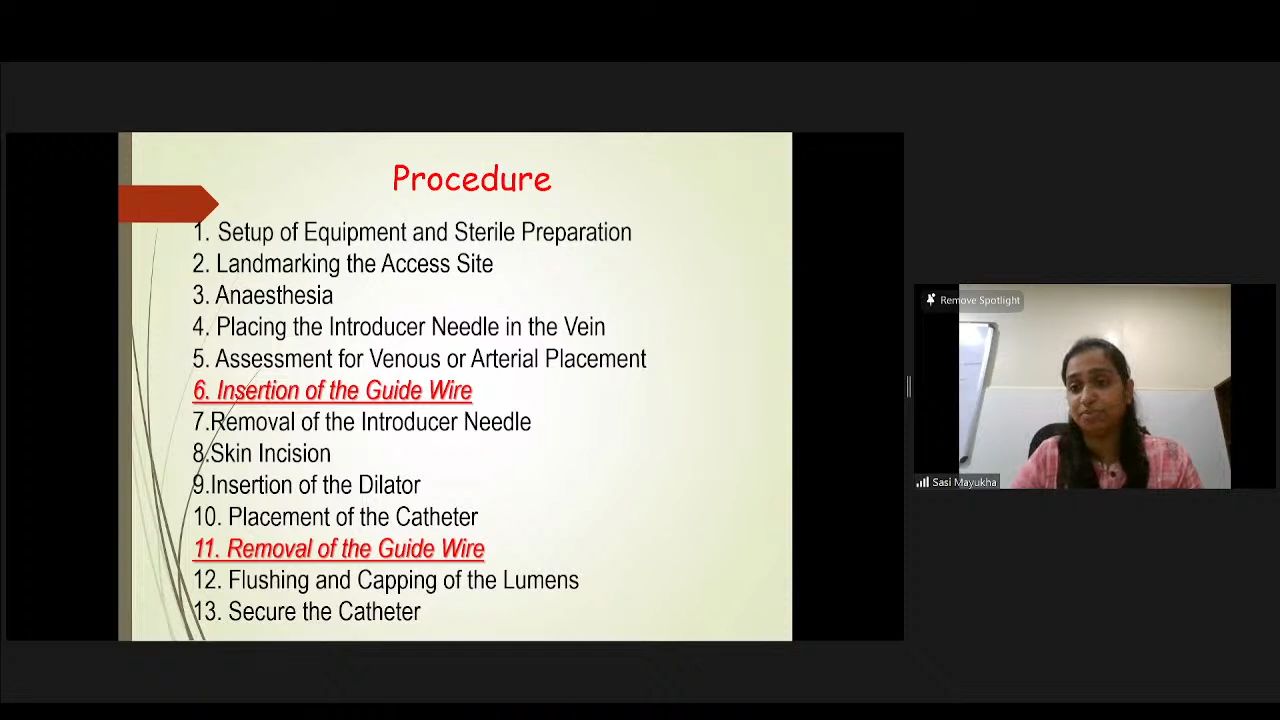 Procedure
1. Setup of Equipment and Sterile Preparation
2. Landmarking the Access Site
3. Anaesthesia
4. Placing the Introducer Needle in the Vein
5. Assessment for Venous or Arterial Placement
6. Insertion of the Guide Wire
7.Removal of the Introducer Needle
8.Skin Incision
9.Insertion of the Dilator
10. Placement of the Catheter
11. Removal of the Guide Wire
12. Flushing and Capping of the Lumens
13. Secure the Catheter
Remove Spotlight
Sasi Mayukha